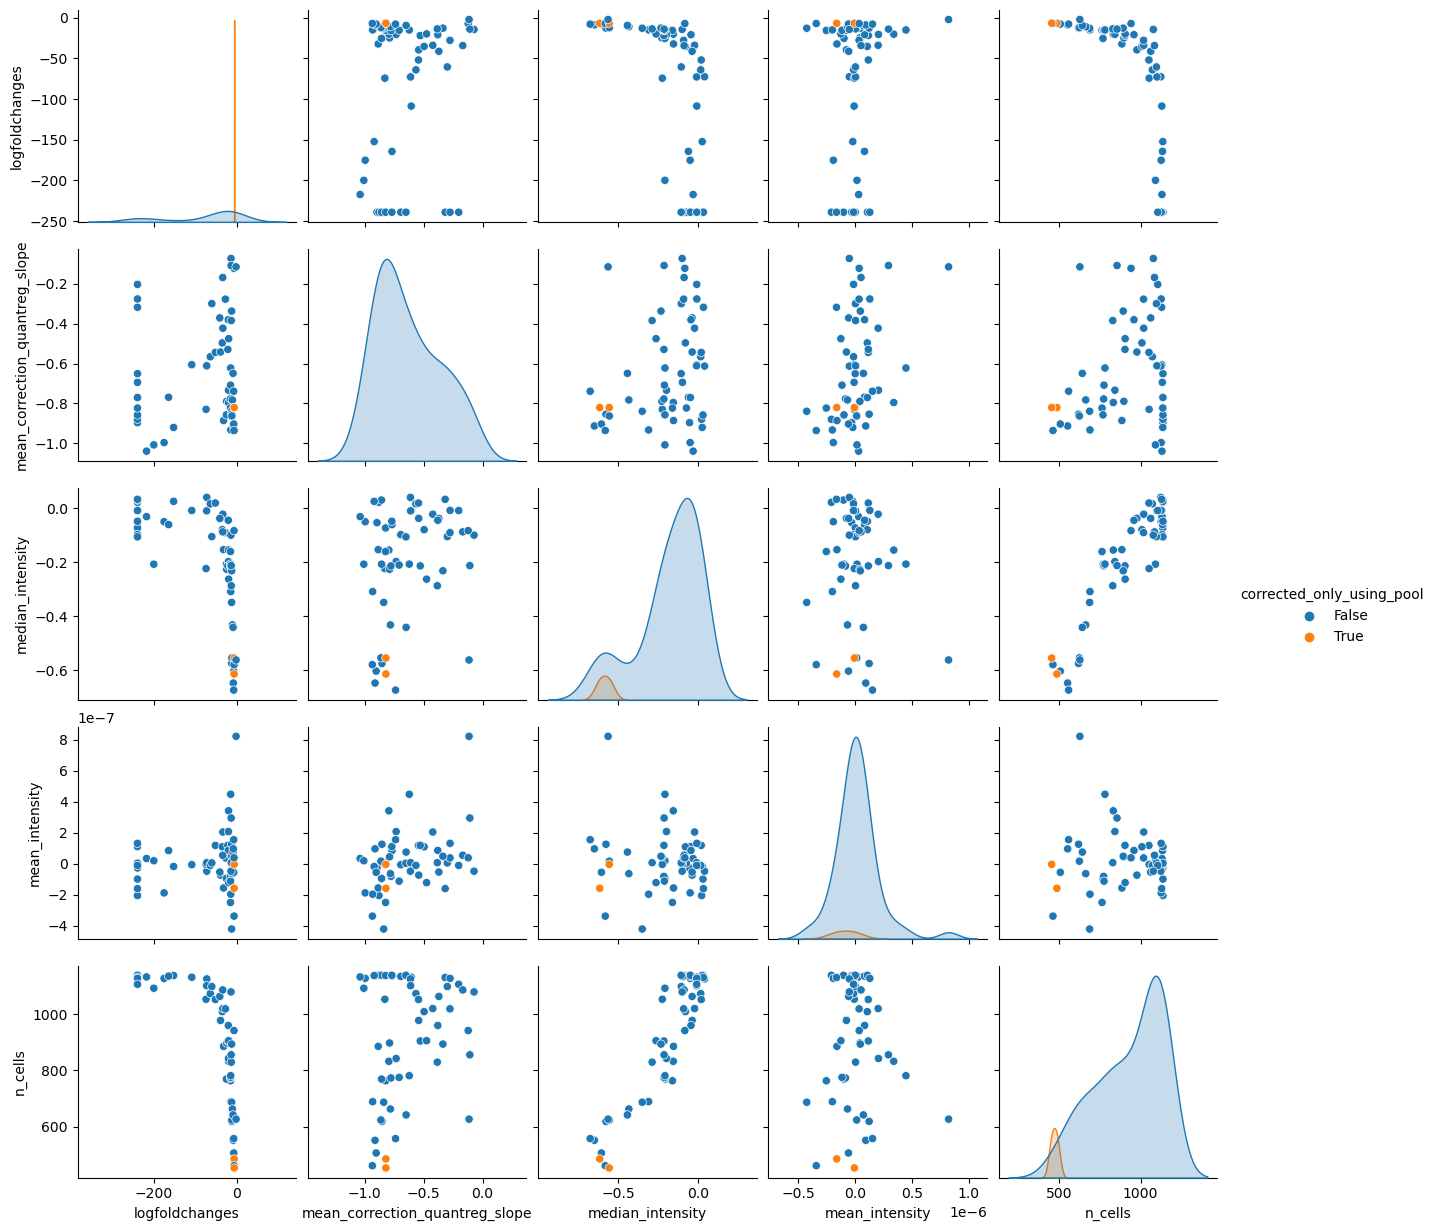 0
−50
−100
−150
−200
−250
logfoldchanges
−0.2
−0.4
−0.6
−0.8
−1.0
mean_correction_quantreg_slope
0.0
−0.2
−0.4
−0.6
median_intensity
corrected_only_using_pool
False
True
1e−7
8
6
4
2
0
−2
−4
mean_intensity
1000
800
600
n_cells
−200 0
−1.0 −0.5 0.0
−0.5 0.0
−0.5 0.0 0.5 1.0
500 1000
1e−6
logfoldchanges mean_correction_quantreg_slope median_intensity mean_intensity n_cells